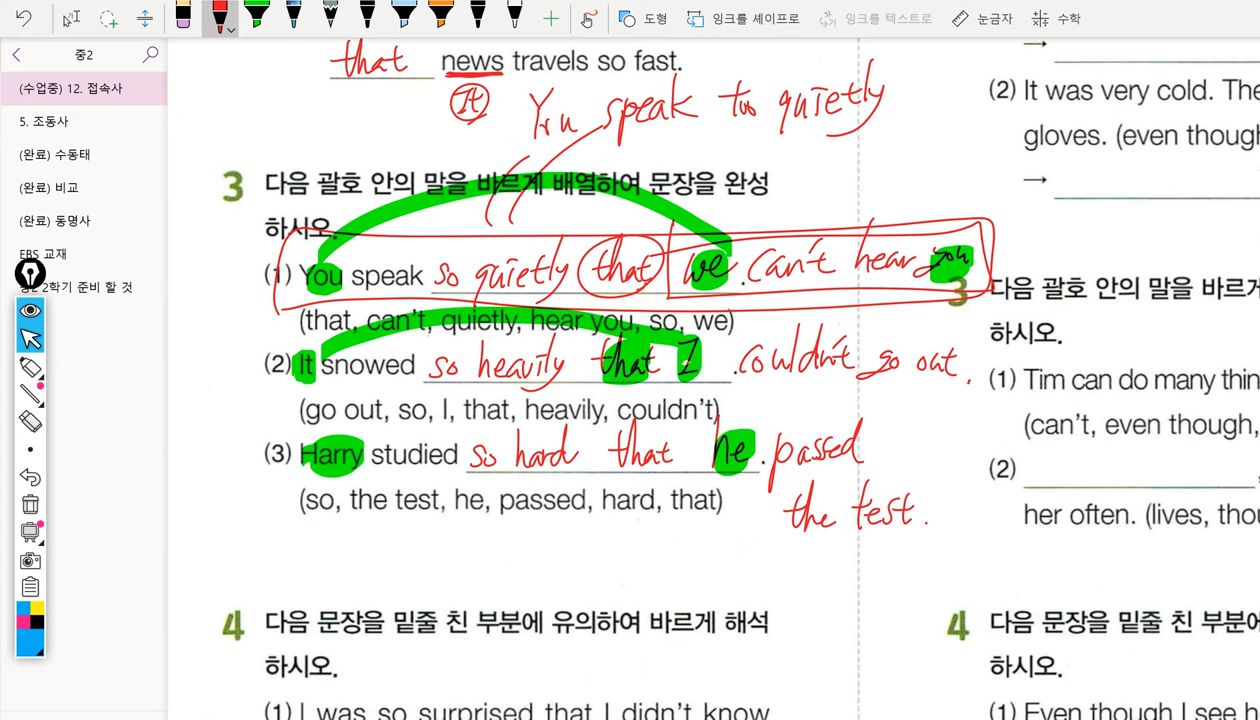 도형
잉크를 셰이프로
잉크를 텍스트로
눈금자
수학
중2
(수업중) 12. 접속사
5. 조동사
(완료) 수동태
(완료) 비교
(완료) 동명사
EBS 교재
2학기 준비 할 것
that news travels so fast.
It
You speak too quietly
3 다음 괄호 안의 말을 바르게 배열하여 문장을 완성
하시오.
(1) You speak so quietly that we can't hear you.
(that, can't, quietly, hear you, so, we)
(2) It snowed so heavily that I couldn't go out.
(go out, so, I, that, heavily, couldn't)
(3) Harry studied so hard that he passed
the test.
(so, the test, he, passed, hard, that)
4 다음 문장을 밑줄 친 부분에 유의하여 바르게 해석
하시오.
(1) I was so surprised that I didn't know
→
(2) It was very cold. The
gloves. (even though
→
3 다음 괄호 안의 말을 바르게
하시오.
(1) Tim can do many thin
(can't, even though,
(2)
her often. (lives, thou
4 다음 문장을 밑줄 친 부분에
하시오.
(1) Even though I see h